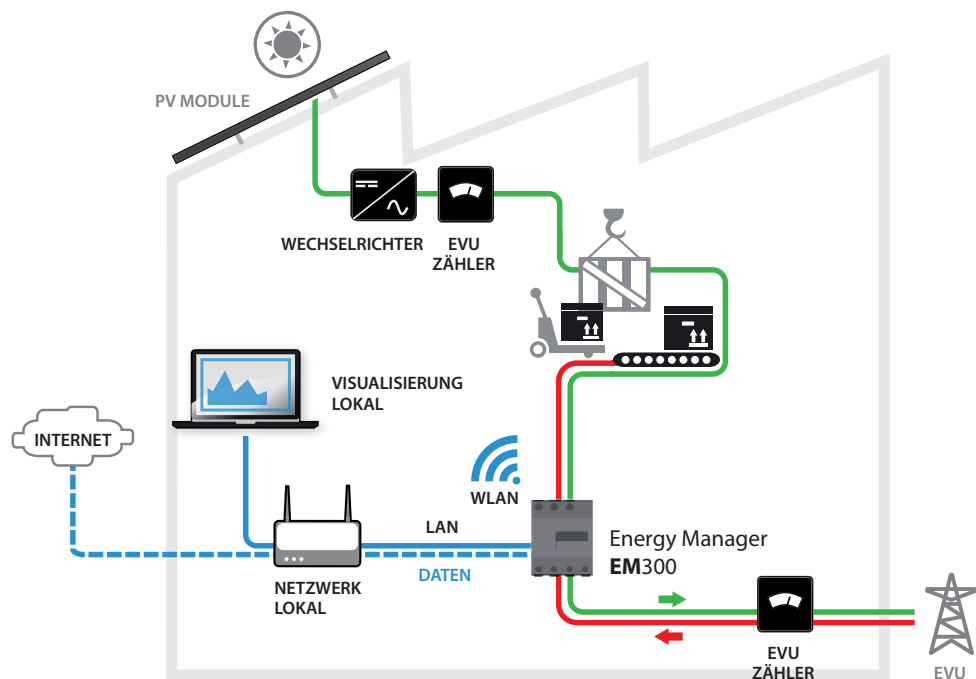 PV MODULE
WECHSELRICHTER
EVU
ZÄHLER
VISUALISIERUNG
LOKAL
INTERNET
WLAN
LAN
DATEN
NETZWERK
LOKAL
Energy Manager
EM300
EVU
ZÄHLER
EVU